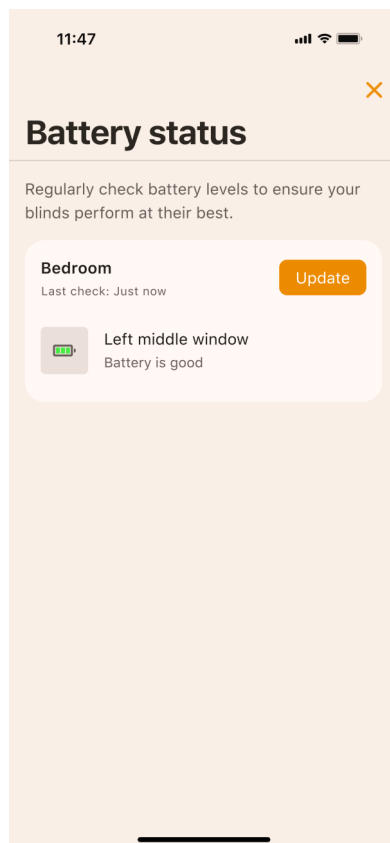 11:47
Battery status
Regularly check battery levels to ensure your
blinds perform at their best.
Bedroom
Last check: Just now
Update
Left middle window
Battery is good